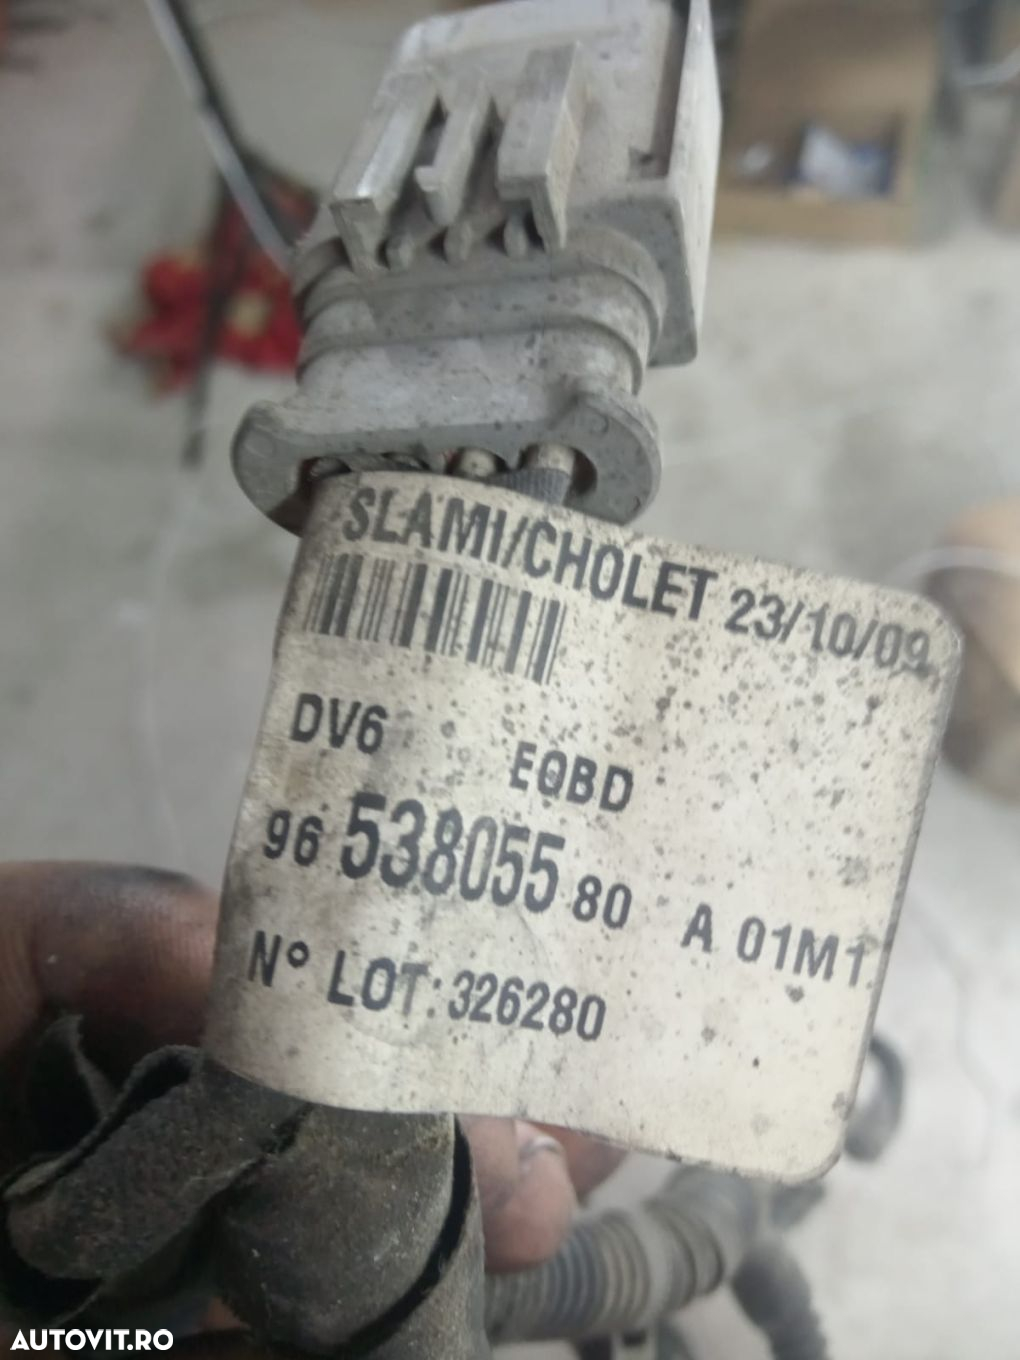 SLAMI/CHOLET 23/10/09
DV6 EOBD
96 538055 80 A 01M1
N° LOT:326280
AUTOVIT.RO